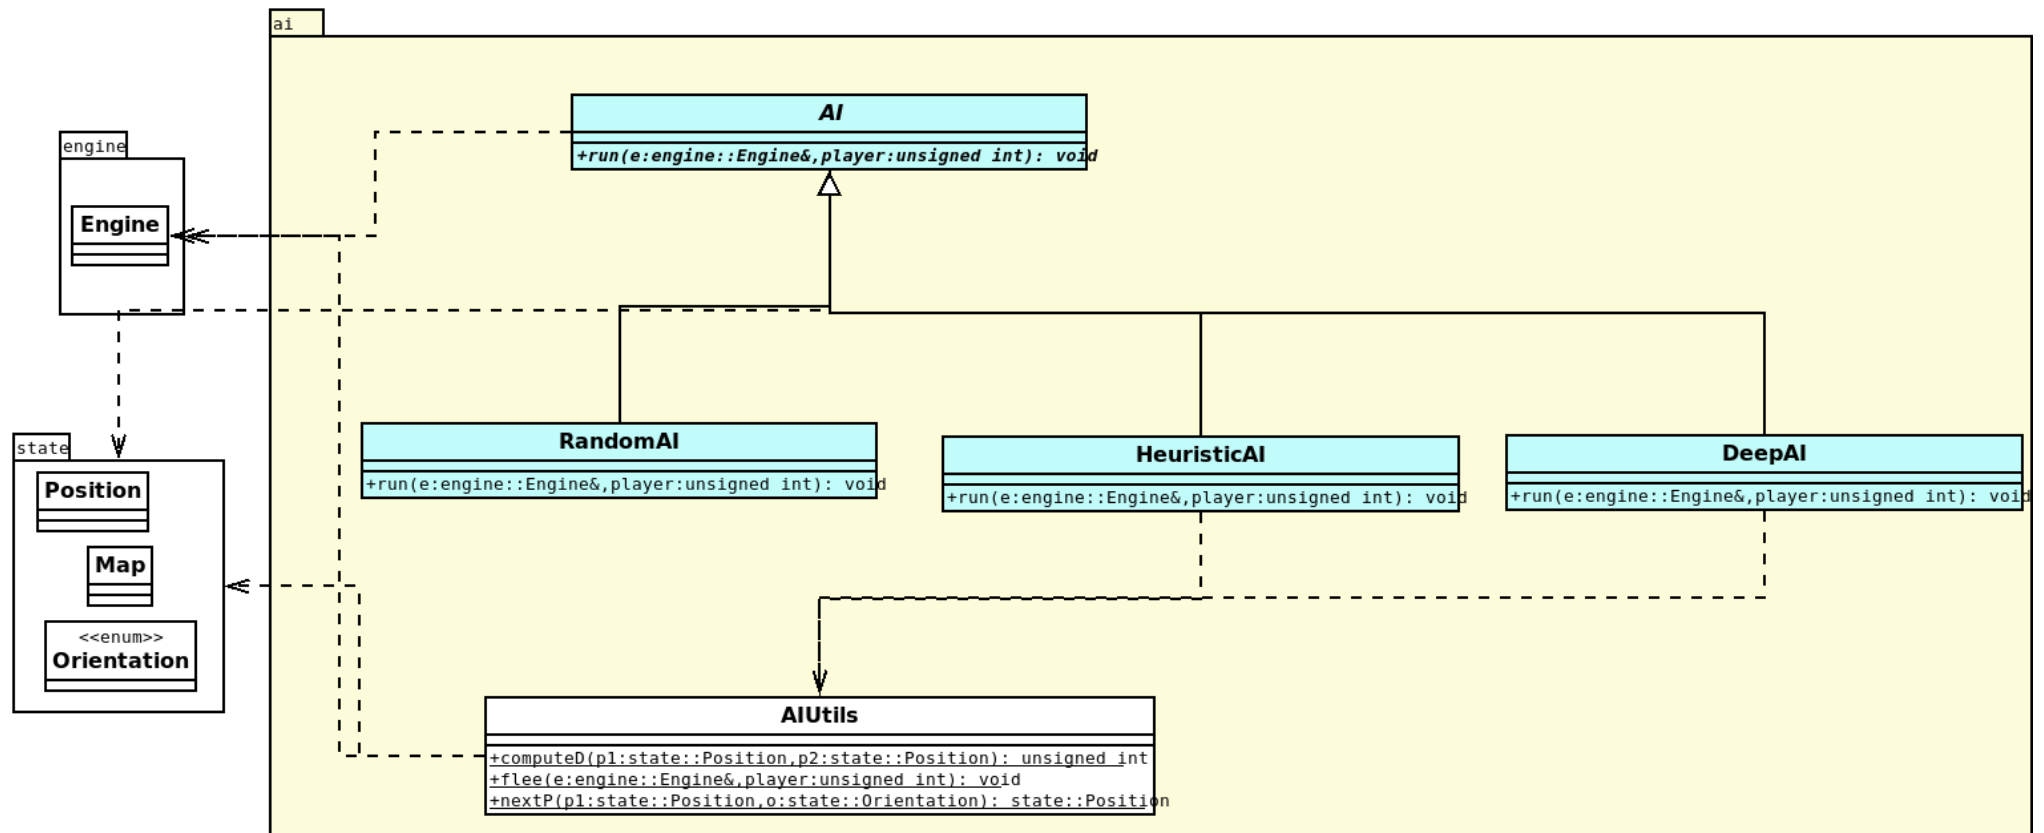 ai
AI
+run(e:engine::Engine&,player:unsigned int): void
engine
Engine
RandomAI
+run(e:engine::Engine&,player:unsigned int): void
HeuristicAI
+run(e:engine::Engine&,player:unsigned int): void
DeepAI
+run(e:engine::Engine&,player:unsigned int): void
state
Position
Map
<<enum>>
Orientation
AIUtils
+computeD(p1:state::Position,p2:state::Position): unsigned int
+flee(e:engine::Engine&,player:unsigned int): void
+nextP(p1:state::Position,o:state::Orientation): state::Position